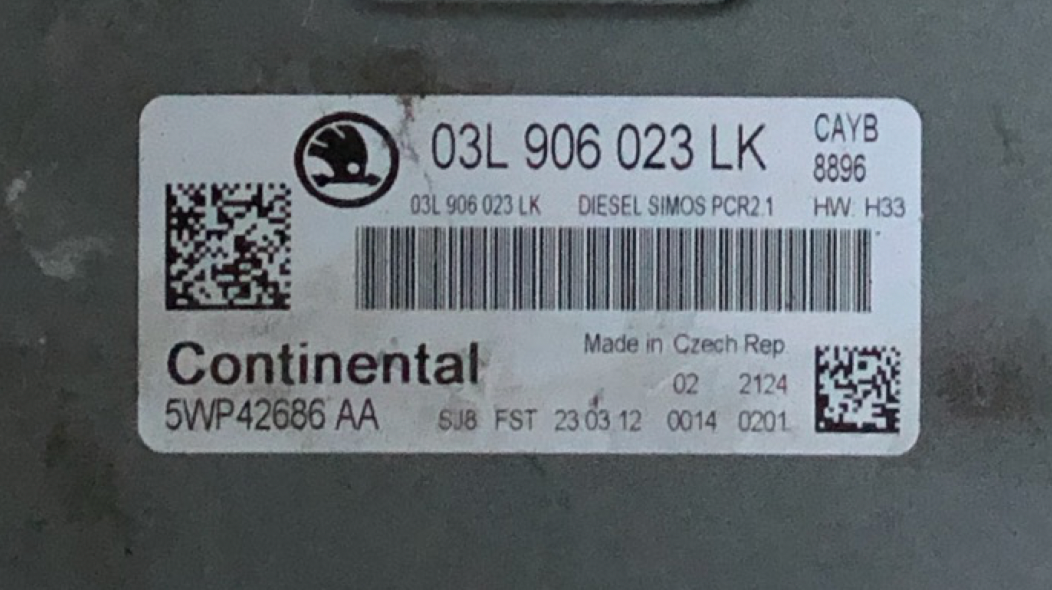 03L 906 023 LK CAYB
8896
03L 906 023 LK DIESEL SIMOS PCR2.1 HW: H33
Made in Czech Rep.
Continental
02 2124
5WP42686 AA SJ8 FST 23.03.12 0014 0201